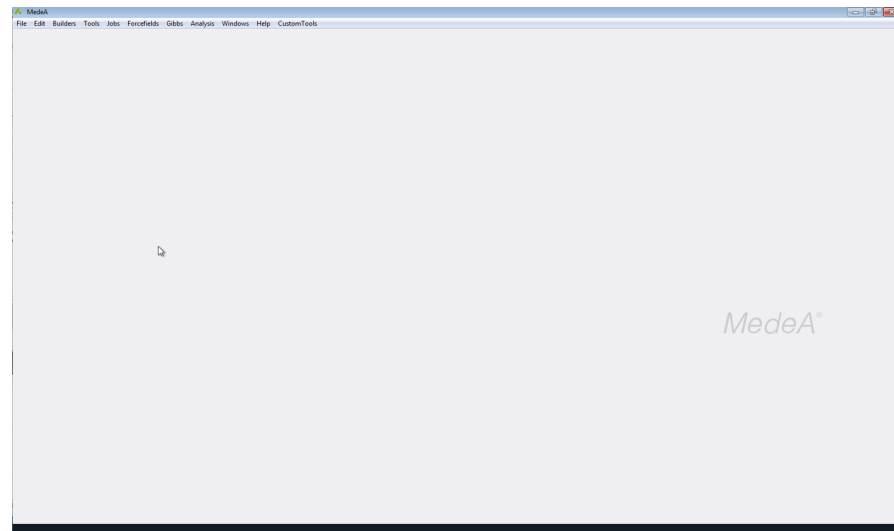 MedeA
File Edit Builders Tools Jobs Forcefields Gibbs Analysis Windows Help CustomTools
MedeA®